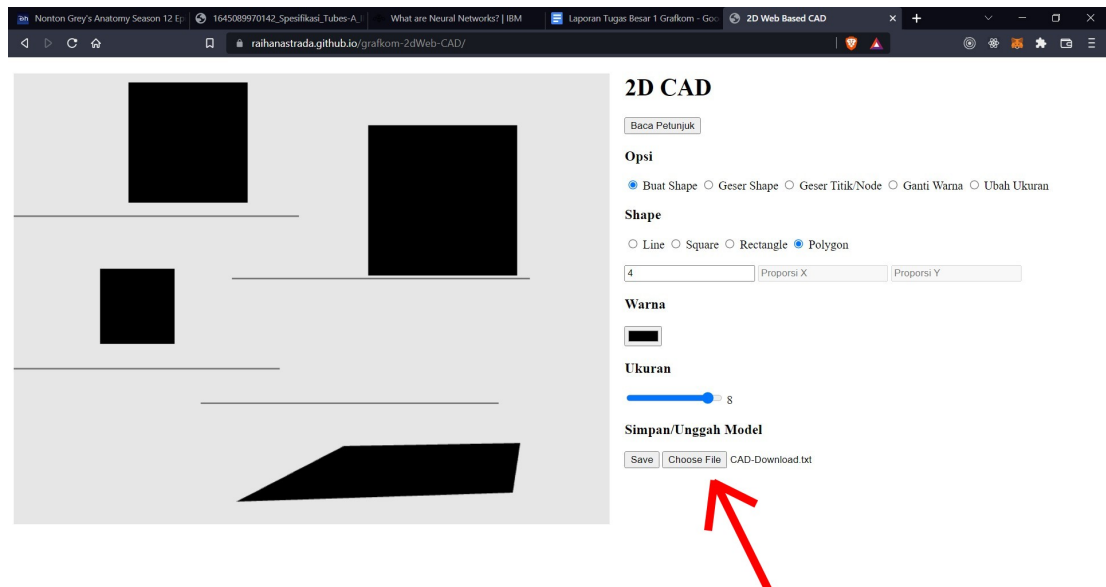 Nonton Grey's Anatomy Season 12 Ep
1645089970142_Spesifikasi_Tubes-A_
What are Neural Networks? | IBM
Laporan Tugas Besar 1 Grafkom - Goo
2D Web Based CAD
raihanastrada.github.io/grafkom-2dWeb-CAD/
2D CAD
Baca Petunjuk
Opsi
Buat Shape Geser Shape Geser Titik/Node Ganti Warna Ubah Ukuran
Shape
Line Square Rectangle Polygon
4 Proporsi X Proporsi Y
Warna
Ukuran
8
Simpan/Unggah Model
Save Choose File CAD-Download.txt